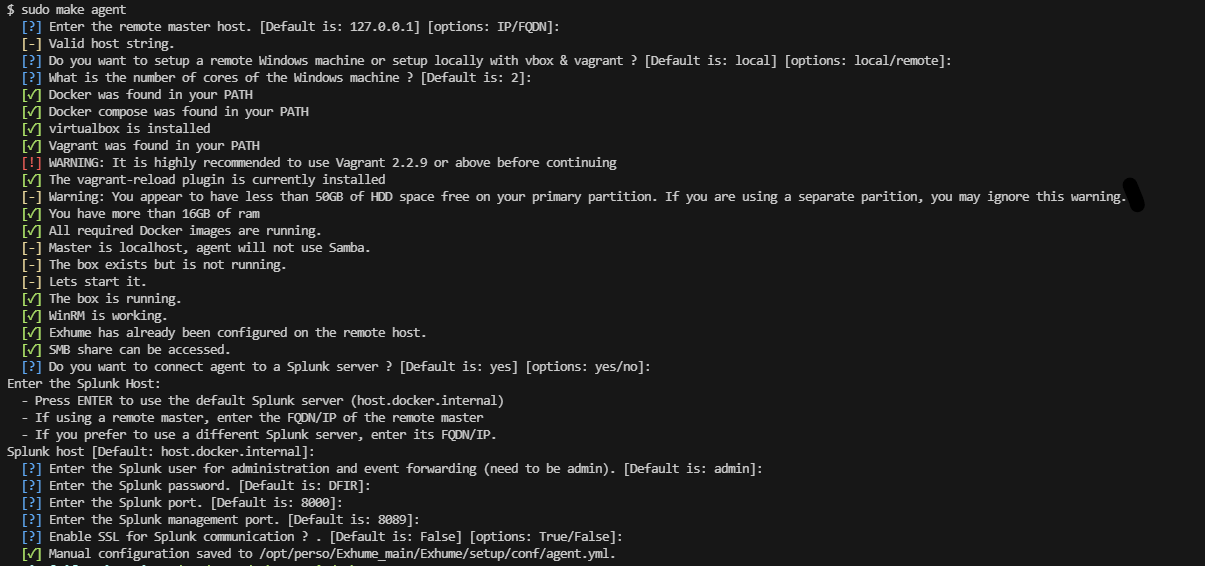 $ sudo make agent
[?] Enter the remote master host. [Default is: 127.0.0.1] [options: IP/FQDN]:
[-] Valid host string.
[?] Do you want to setup a remote Windows machine or setup locally with vbox & vagrant ? [Default is: local] [options: local/remote]:
[?] What is the number of cores of the Windows machine ? [Default is: 2]:
[✓] Docker was found in your PATH
[✓] Docker compose was found in your PATH
[✓] virtualbox is installed
[✓] Vagrant was found in your PATH
[!] WARNING: It is highly recommended to use Vagrant 2.2.9 or above before continuing
[✓] The vagrant-reload plugin is currently installed
[-] Warning: You appear to have less than 50GB of HDD space free on your primary partition. If you are using a separate parition, you may ignore this warning.
[✓] You have more than 16GB of ram
[✓] All required Docker images are running.
[-] Master is localhost, agent will not use Samba.
[-] The box exists but is not running.
[-] Lets start it.
[✓] The box is running.
[✓] WinRM is working.
[✓] Exhume has already been configured on the remote host.
[✓] SMB share can be accessed.
[?] Do you want to connect agent to a Splunk server ? [Default is: yes] [options: yes/no]:
Enter the Splunk Host:
- Press ENTER to use the default Splunk server (host.docker.internal)
- If using a remote master, enter the FQDN/IP of the remote master
- If you prefer to use a different Splunk server, enter its FQDN/IP.
Splunk host [Default: host.docker.internal]:
[?] Enter the Splunk user for administration and event forwarding (need to be admin). [Default is: admin]:
[?] Enter the Splunk password. [Default is: DFIR]:
[?] Enter the Splunk port. [Default is: 8000]:
[?] Enter the Splunk management port. [Default is: 8089]:
[?] Enable SSL for Splunk communication ? . [Default is: False] [options: True/False]:
[✓] Manual configuration saved to /opt/perso/Exhume_main/Exhume/setup/conf/agent.yml.